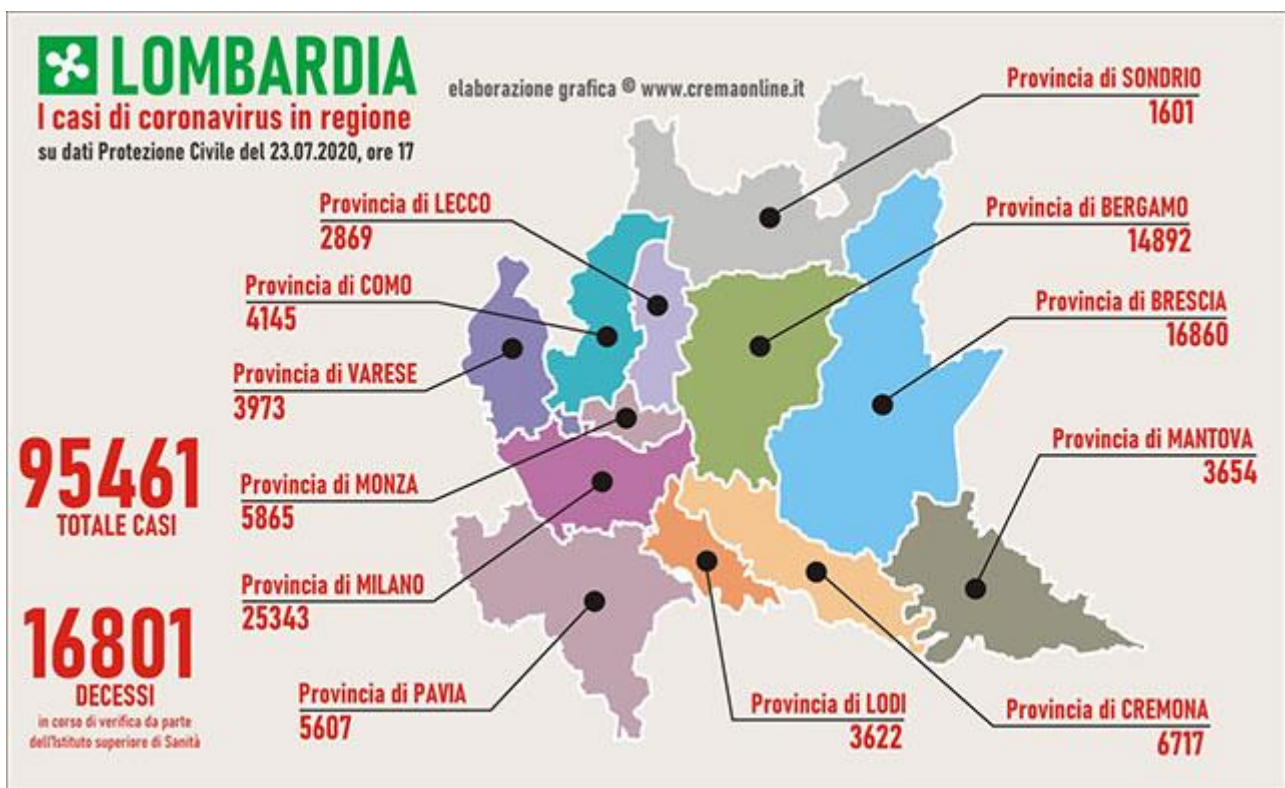 LOMBARDIA
I casi di coronavirus in regione
su dati Protezione Civile del 23.07.2020, ore 17
elaborazione grafica © www.cremaonline.it
Provincia di SONDRIO
1601
Provincia di LECCO
2869
Provincia di BERGAMO
14892
Provincia di COMO
4145
Provincia di BRESCIA
16860
Provincia di VARESE
3973
Provincia di MANTOVA
3654
95461
TOTALE CASI
Provincia di MONZA
5865
Provincia di MILANO
25343
16801
DECESSI
in corso di verifica da parte
dell'Istituto superiore di Sanità
Provincia di PAVIA
5607
Provincia di LODI
3622
Provincia di CREMONA
6717